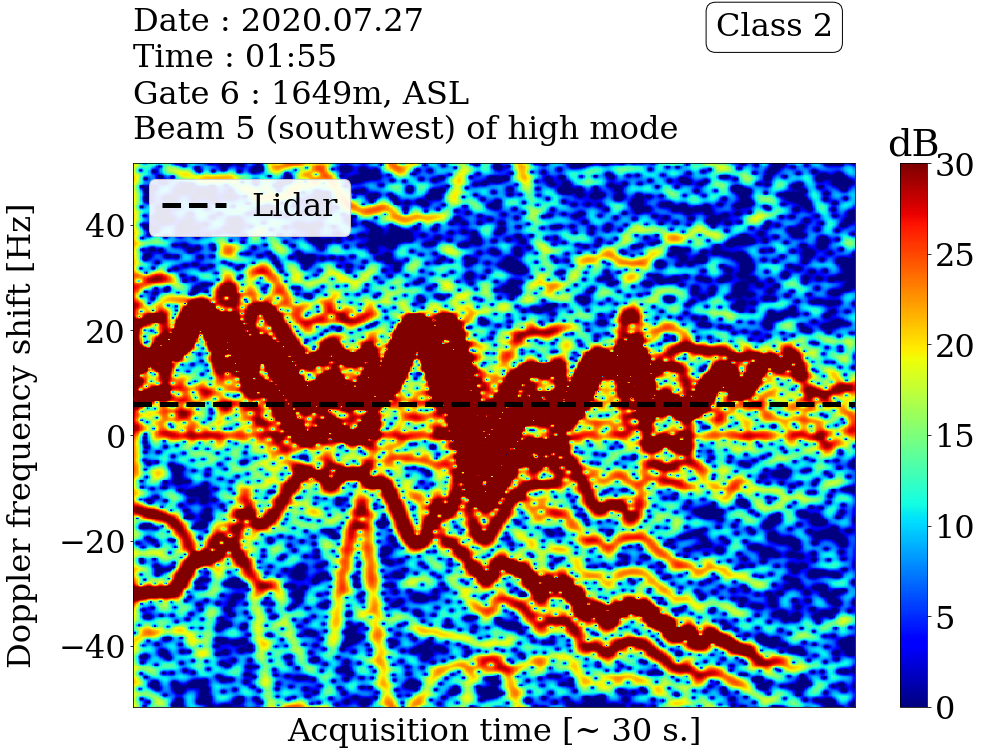 Date : 2020.07.27
Time : 01:55
Gate 6 : 1649m, ASL
Beam 5 (southwest) of high mode
Class 2
dB
Lidar
Doppler frequency shift [Hz]
40
20
0
−20
−40
Acquisition time [~ 30 s.]
30
25
20
15
10
5
0